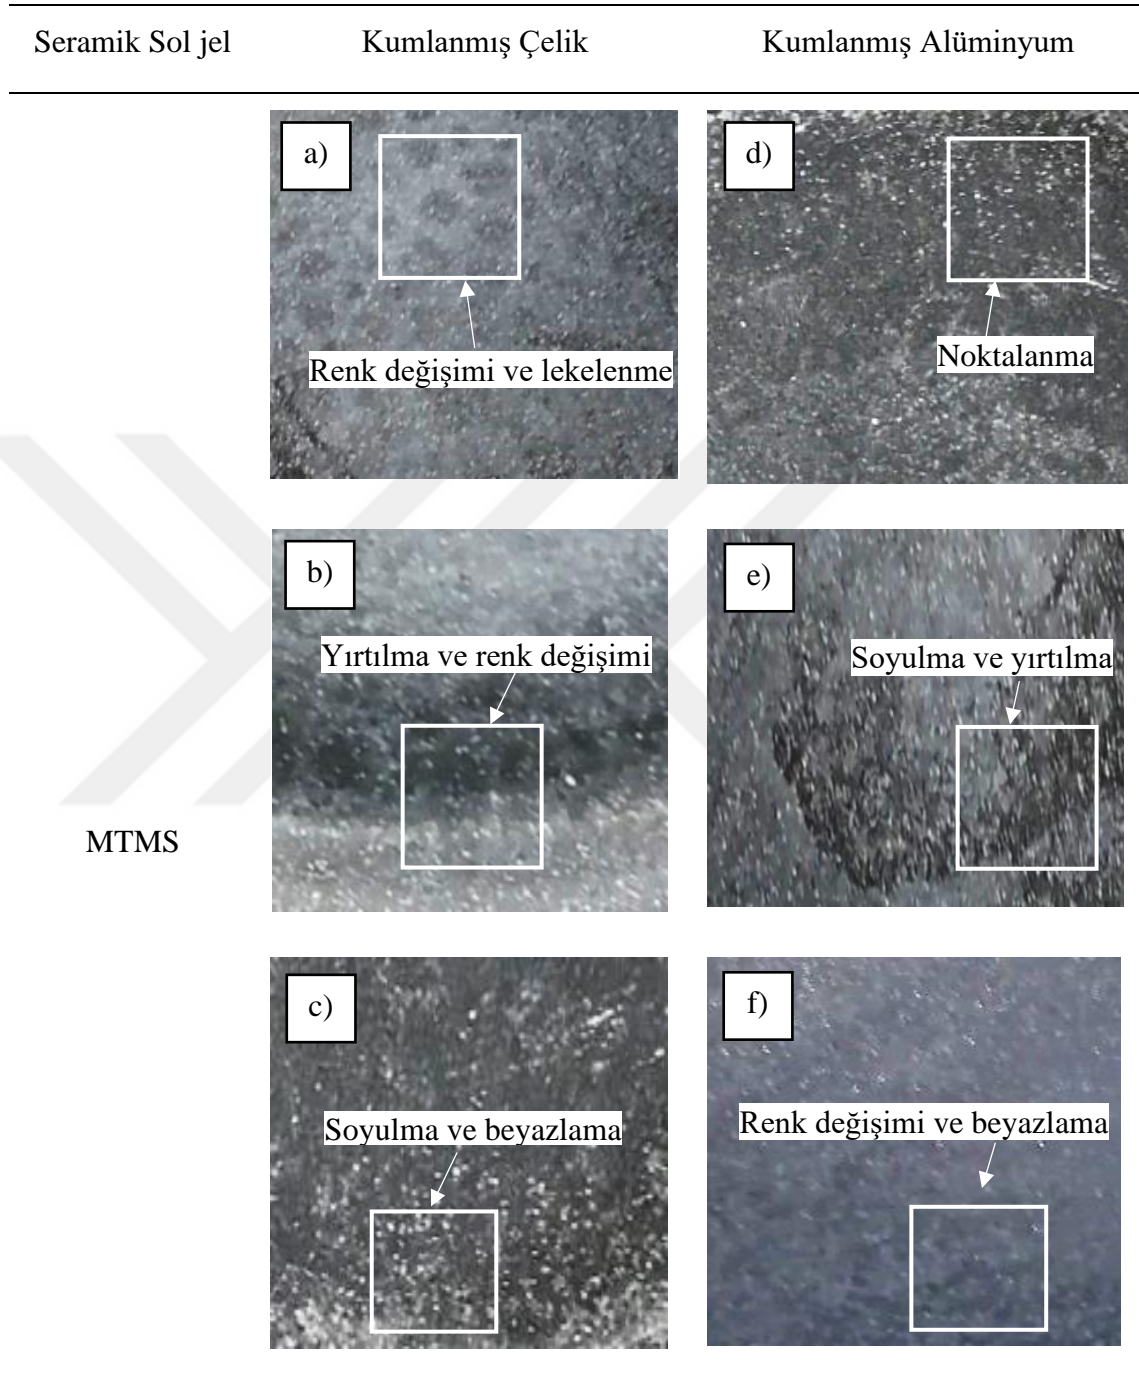 Seramik Sol jel Kumlanmış Çelik Kumlanmış Alüminyum
a) d)
Renk değişimi ve lekelenme Noktalanma
b) e)
Yırtılma ve renk değişimi Soyulma ve yırtılma
MTMS
c) f)
Soyulma ve beyazlama Renk değişimi ve beyazlama